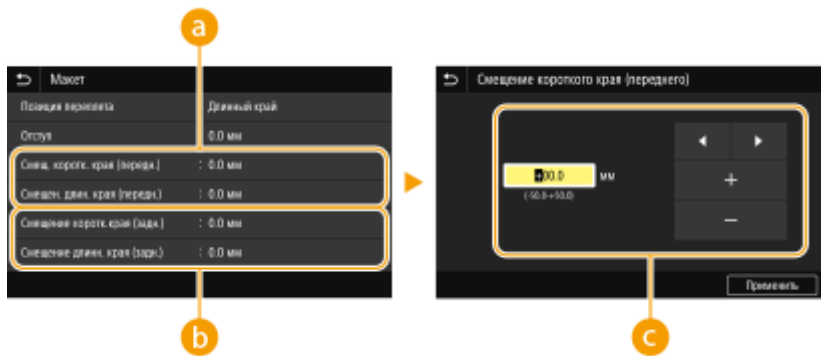 a
Макет
Позиция переплета Длинный край
Отступ 0.0 мм
Смещ. коротк. края (передн.) : 0.0 мм
Смещен. длин. края (передн.) : 0.0 мм
Смещение коротк.края (задн.) : 0.0 мм
Смещение длинн. края (задн.) : 0.0 мм
b
Смещение короткого края (переднего)
+00.0 мм
(-50.0-+50.0)
+
−
Применить
c